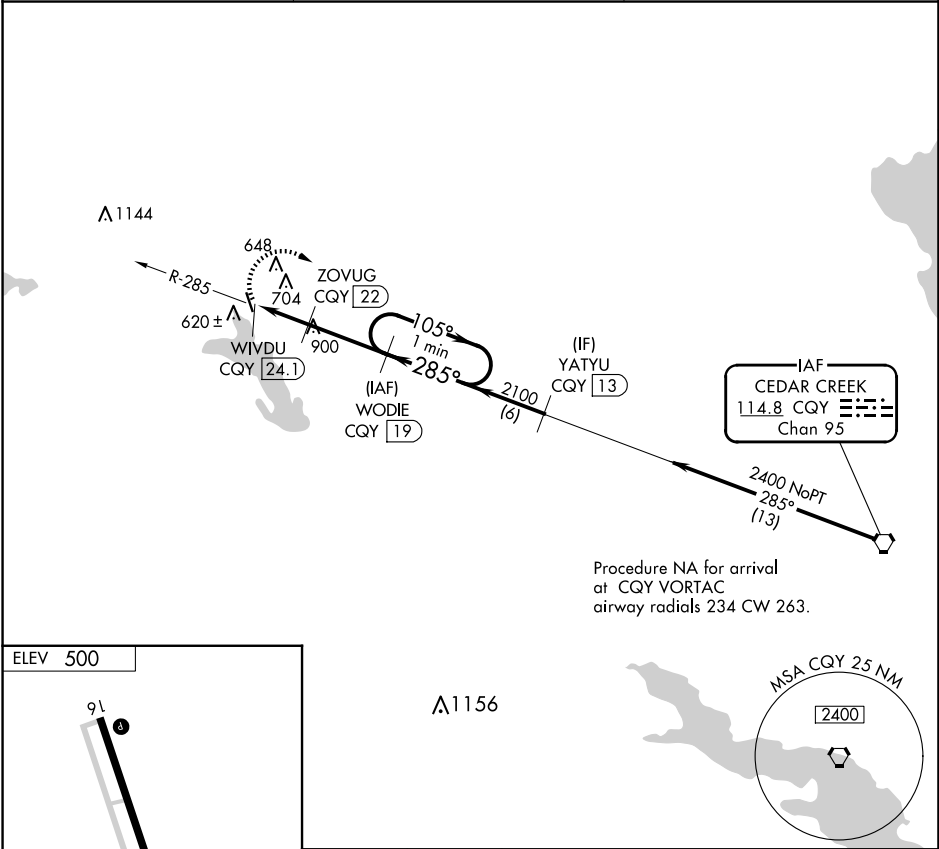 1144
648
R-285
704
ZOVUG
CQY 22
620 ±
900
WIVDU
CQY 24.1
105°
1 min
285°
(IAF)
WODIE
CQY 19
2100
(6)
(IF)
YATYU
CQY 13
IAF
CEDAR CREEK
114.8 CQY
Chan 95
2400 NoPT
285°
(13)
Procedure NA for arrival
at CQY VORTAC
airway radials 234 CW 263.
ELEV 500
16
P
1156
MSA CQY 25 NM
2400